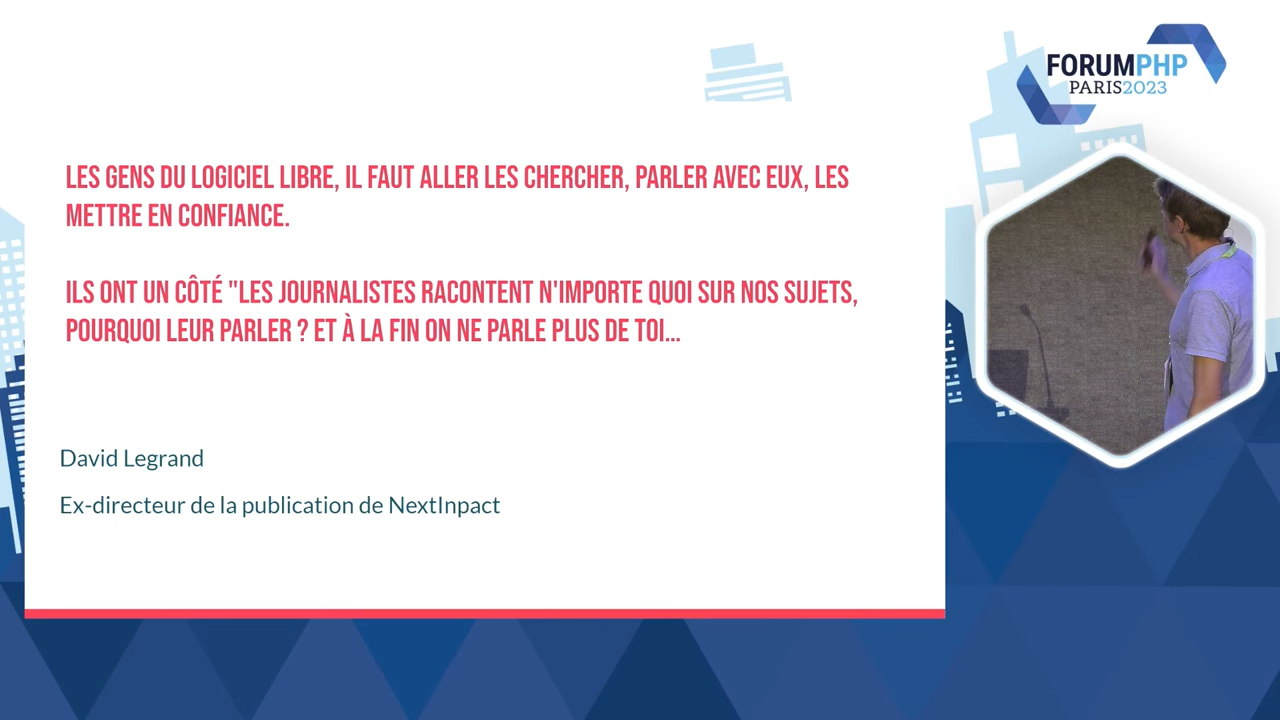 FORUMPHP
PARIS2023
LES GENS DU LOGICIEL LIBRE, IL FAUT ALLER LES CHERCHER, PARLER AVEC EUX, LES
METTRE EN CONFIANCE.
ILS ONT UN CÔTÉ "LES JOURNALISTES RACONTENT N'IMPORTE QUOI SUR NOS SUJETS,
POURQUOI LEUR PARLER ? ET À LA FIN ON NE PARLE PLUS DE TOI...
David Legrand
Ex-directeur de la publication de NextInpact